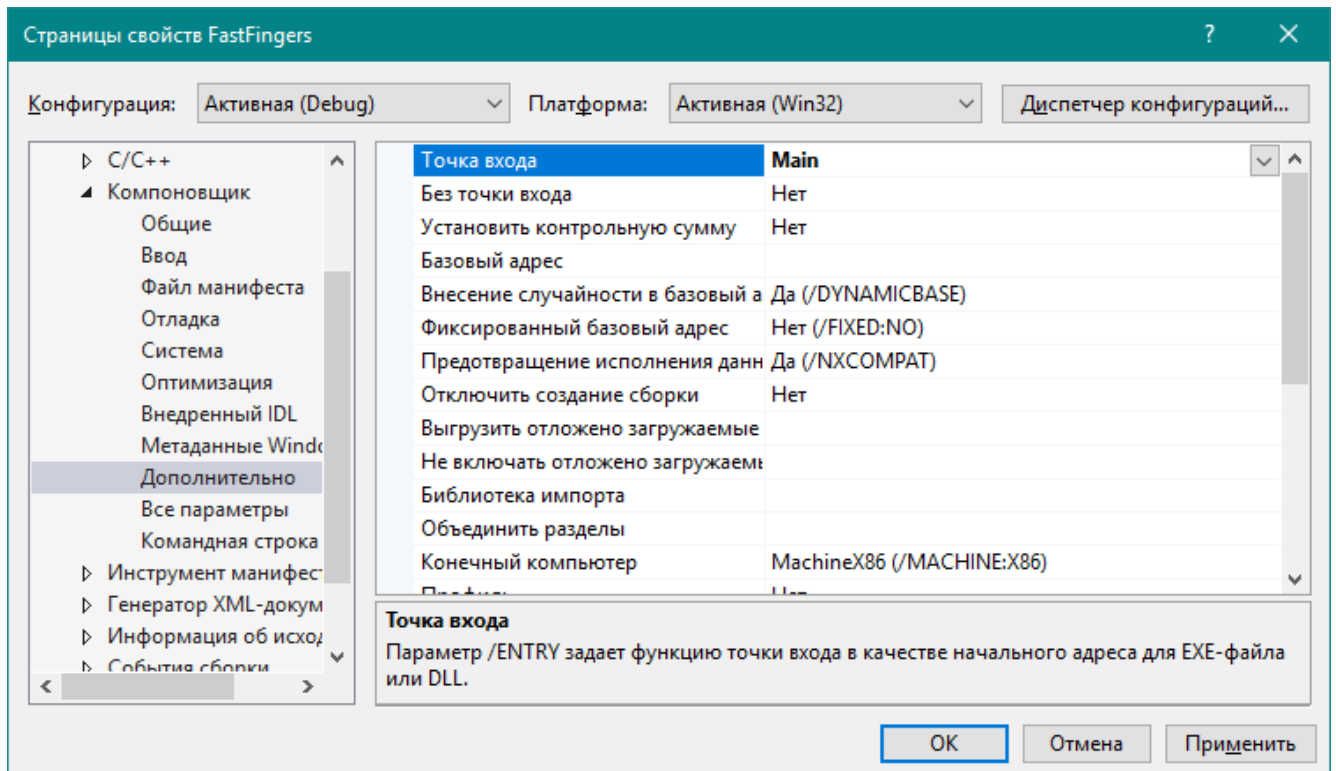 Страницы свойств FastFingers ?
Конфигурация: Активная (Debug) Платформа: Активная (Win32) Диспетчер конфигураций...
C/C++
Компоновщик
Общие
Ввод
Файл манифеста
Отладка
Система
Оптимизация
Внедренный IDL
Метаданные Windo
Дополнительно
Все параметры
Командная строка
Инструмент манифес
Генератор XML-докум
Информация об исход
События сборки
Точка входа Main
Без точки входа Нет
Установить контрольную сумму Нет
Базовый адрес
Внесение случайности в базовый а Да (/DYNAMICBASE)
Фиксированный базовый адрес Нет (/FIXED:NO)
Предотвращение исполнения данн Да (/NXCOMPAT)
Отключить создание сборки Нет
Выгрузить отложено загружаемые
Не включать отложено загружаемы
Библиотека импорта
Объединить разделы
Конечный компьютер MachineX86 (/MACHINE:X86)
Точка входа
Параметр /ENTRY задает функцию точки входа в качестве начального адреса для EXE-файла
или DLL.
ОК Отмена Применить